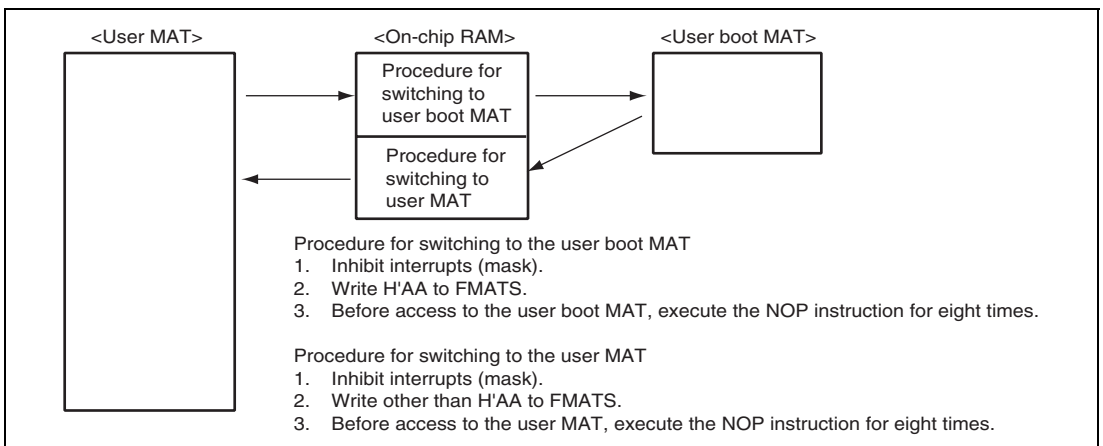 <User MAT>
<On-chip RAM>
<User boot MAT>
Procedure for
switching to
user boot MAT
Procedure for
switching to
user MAT
Procedure for switching to the user boot MAT
1. Inhibit interrupts (mask).
2. Write H'AA to FMATS.
3. Before access to the user boot MAT, execute the NOP instruction for eight times.
Procedure for switching to the user MAT
1. Inhibit interrupts (mask).
2. Write other than H'AA to FMATS.
3. Before access to the user MAT, execute the NOP instruction for eight times.